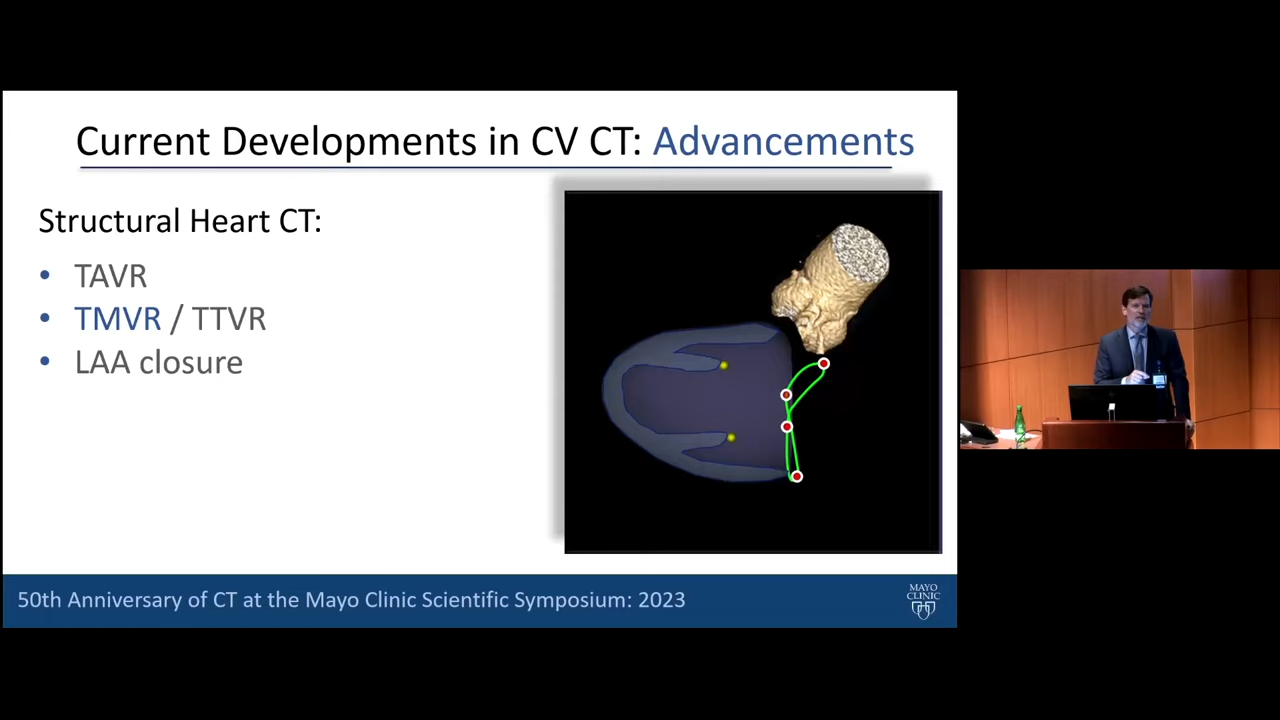 Current Developments in CV CT: Advancements
Structural Heart CT:
• TAVR
• TMVR / TTVR
• LAA closure
50th Anniversary of CT at the Mayo Clinic Scientific Symposium: 2023
MAYO
CLINIC